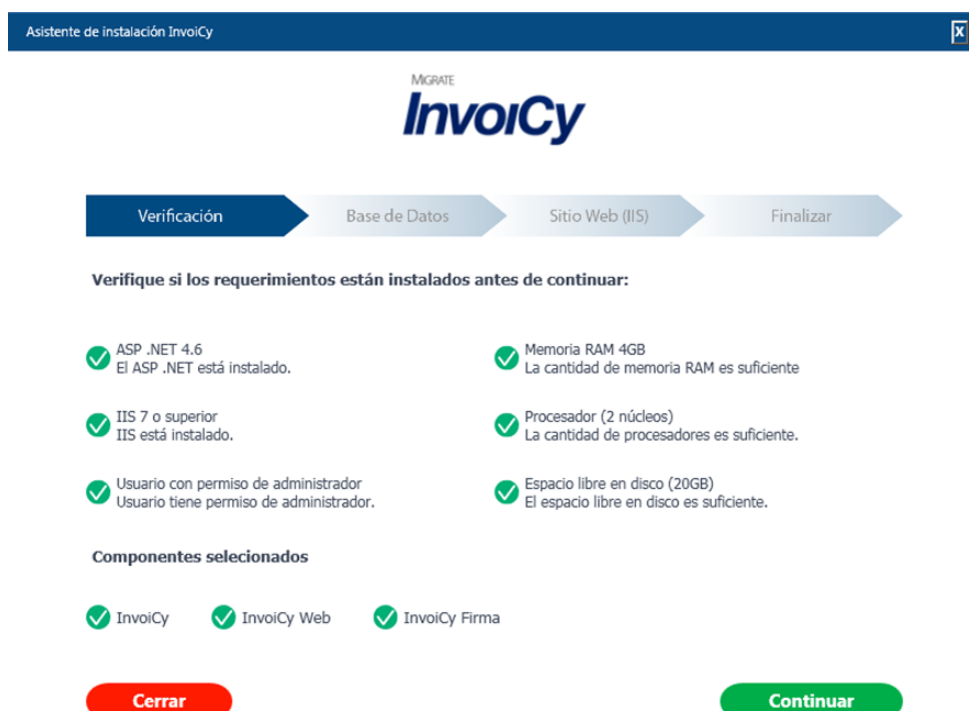 Asistente de instalación InvoiCy
X
MIGRATE
InvoiCy
Verificación
Base de Datos
Sitio Web (IIS)
Finalizar
Verifique si los requerimientos están instalados antes de continuar:
ASP .NET 4.6
El ASP .NET está instalado.
Memoria RAM 4GB
La cantidad de memoria RAM es suficiente
IIS 7 o superior
IIS está instalado.
Procesador (2 núcleos)
La cantidad de procesadores es suficiente.
Usuario con permiso de administrador
Usuario tiene permiso de administrador.
Espacio libre en disco (20GB)
El espacio libre en disco es suficiente.
Componentes selecionados
InvoiCy
InvoiCy Web
InvoiCy Firma
Cerrar
Continuar